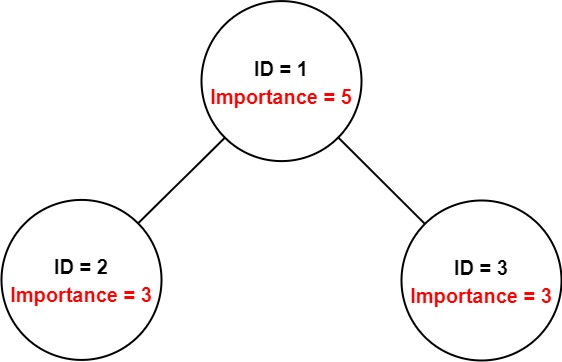 ID = 1
Importance = 5
ID = 2
Importance = 3
ID = 3
Importance = 3